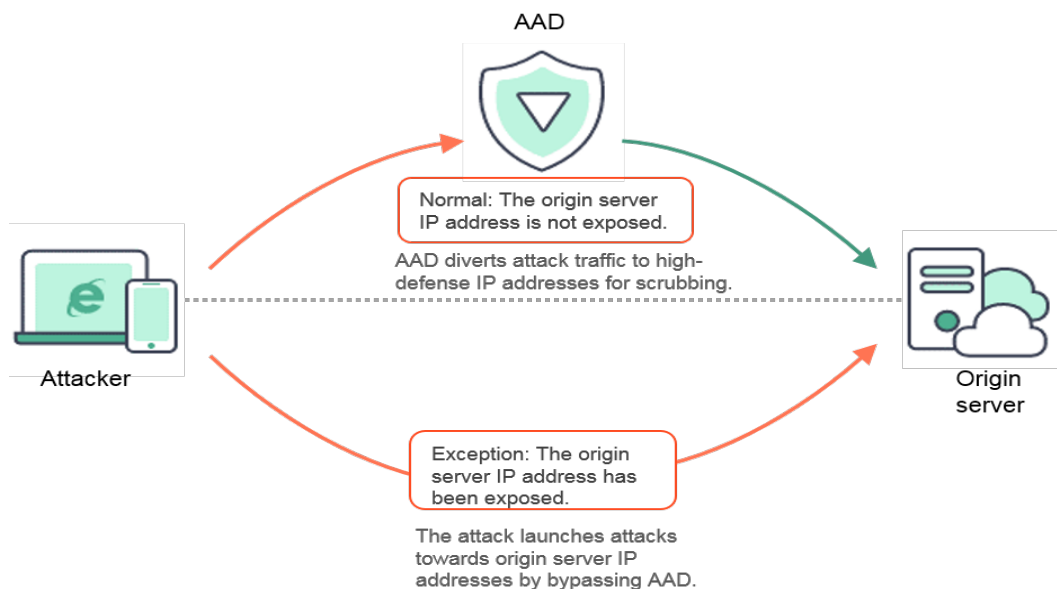 AAD
Normal: The origin server
IP address is not exposed.
AAD diverts attack traffic to high-
defense IP addresses for scrubbing.
Attacker
Origin
server
Exception: The origin
server IP address has
been exposed.
The attack launches attacks
towards origin server IP
addresses by bypassing AAD.